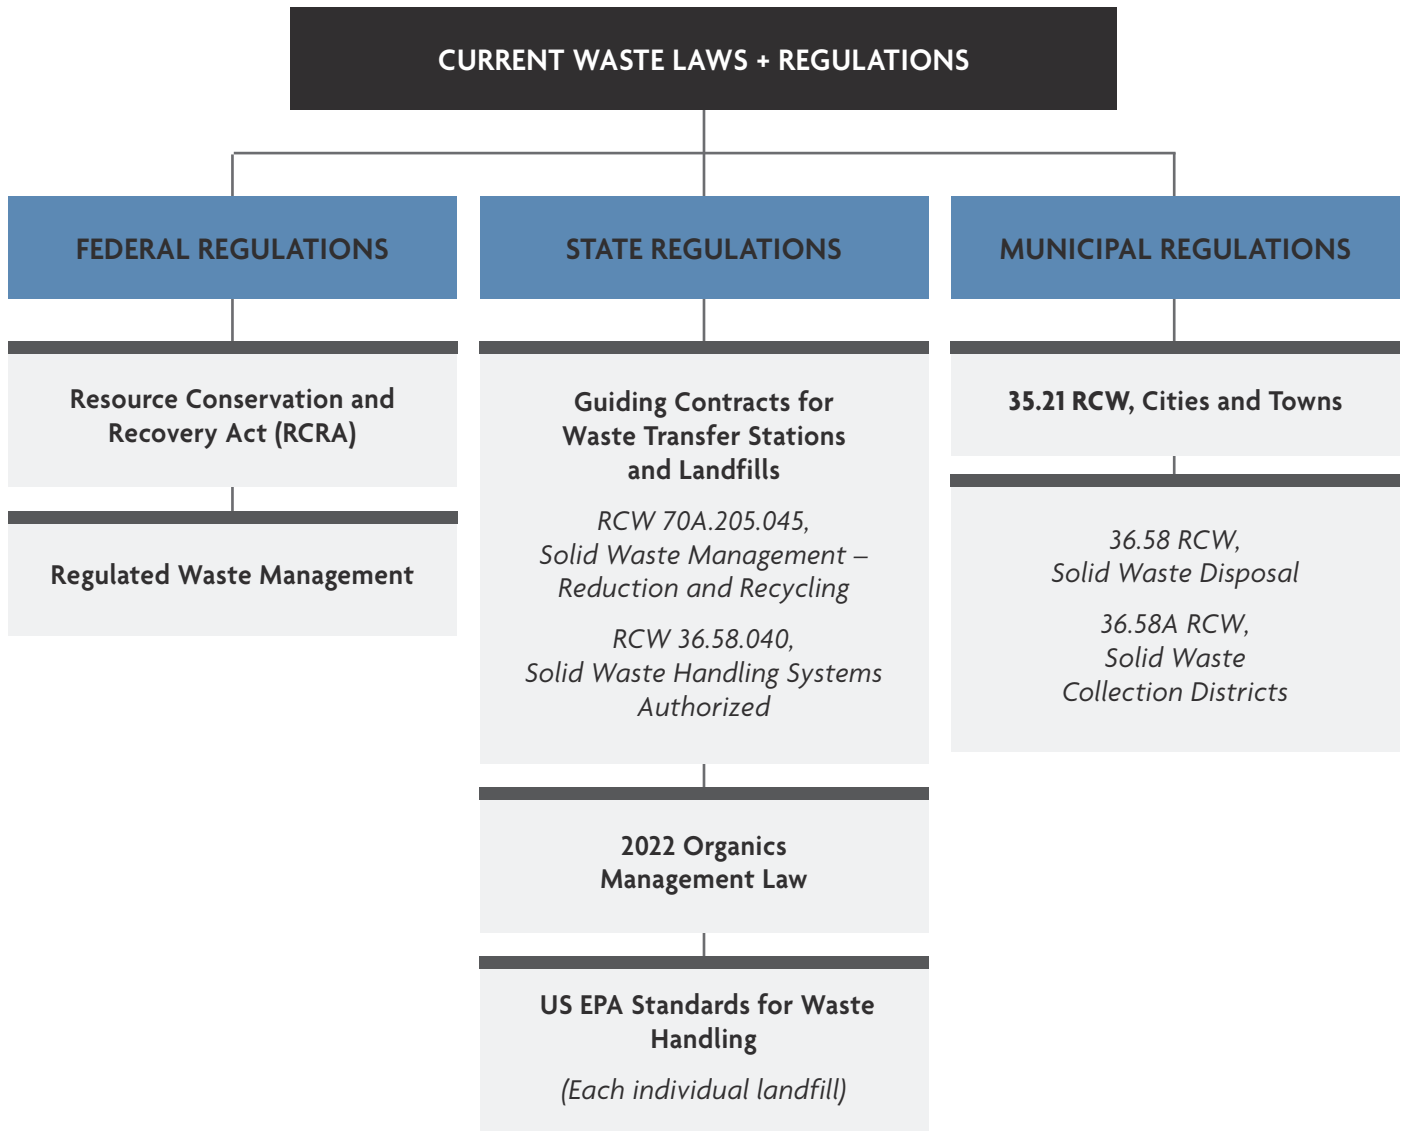 CURRENT WASTE LAWS + REGULATIONS
FEDERAL REGULATIONS
Resource Conservation and
Recovery Act (RCRA)
Regulated Waste Management
STATE REGULATIONS
Guiding Contracts for
Waste Transfer Stations
and Landfills
RCW 70A.205.045,
Solid Waste Management –
Reduction and Recycling
RCW 36.58.040,
Solid Waste Handling Systems
Authorized
2022 Organics
Management Law
US EPA Standards for Waste
Handling
(Each individual landfill)
MUNICIPAL REGULATIONS
35.21 RCW, Cities and Towns
36.58 RCW,
Solid Waste Disposal
36.58A RCW,
Solid Waste
Collection Districts